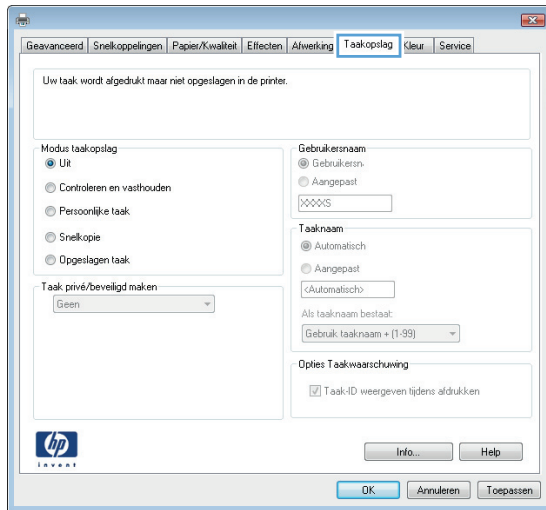 Geavanceerd Snelkoppelingen Papier/Kwaliteit Effecten Afwerking Taakopslag Kleur Service
Uw taak wordt afgedrukt maar niet opgeslagen in de printer.
Modus taakopslag
Uit
Controleren en vasthouden
Persoonlijke taak
Snelkopie
Opgeslagen taak
Taak privé/beveiligd maken
Geen
Gebruikersnaam
Gebruikersn
Aangepast
XXXXS
Taaknaam
Automatisch
Aangepast
<Automatisch>
Als taaknaam bestaat:
Gebruik taaknaam + (1-99)
Opties Taakwaarschuwing
Taak-ID weergeven tijdens afdrukken
hp
invent
Info... Help
OK Annuleren Toepassen